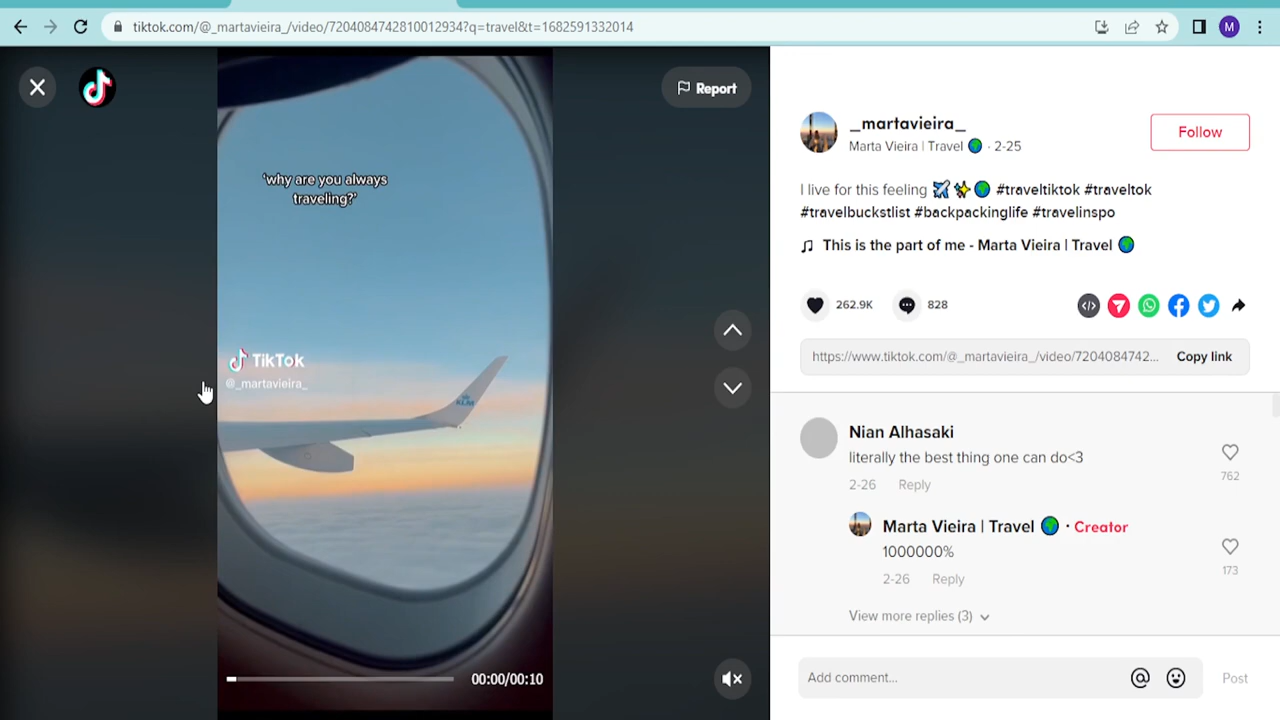 tiktok.com/@_martavieira_/video/7204084742810012934?q=travel&t=1682591332014
M
Report
'why are you always
traveling?'
TikTok
@_martavieira_
KLM
00:00/00:10
_martavieira_
Marta Vieira | Travel 🌍 · 2-25
Follow
I live for this feeling ✈️✨🌍 #traveltiktok #traveltok
#travelbuckstlist #backpackinglife #travelinspo
This is the part of me - Marta Vieira | Travel 🌍
262.9K
828
https://www.tiktok.com/@_martavieira_/video/7204084742...
Copy link
Nian Alhasaki
literally the best thing one can do<3
762
2-26 Reply
Marta Vieira | Travel 🌍 · Creator
1000000%
173
2-26 Reply
View more replies (3)
Add comment...
@
Post